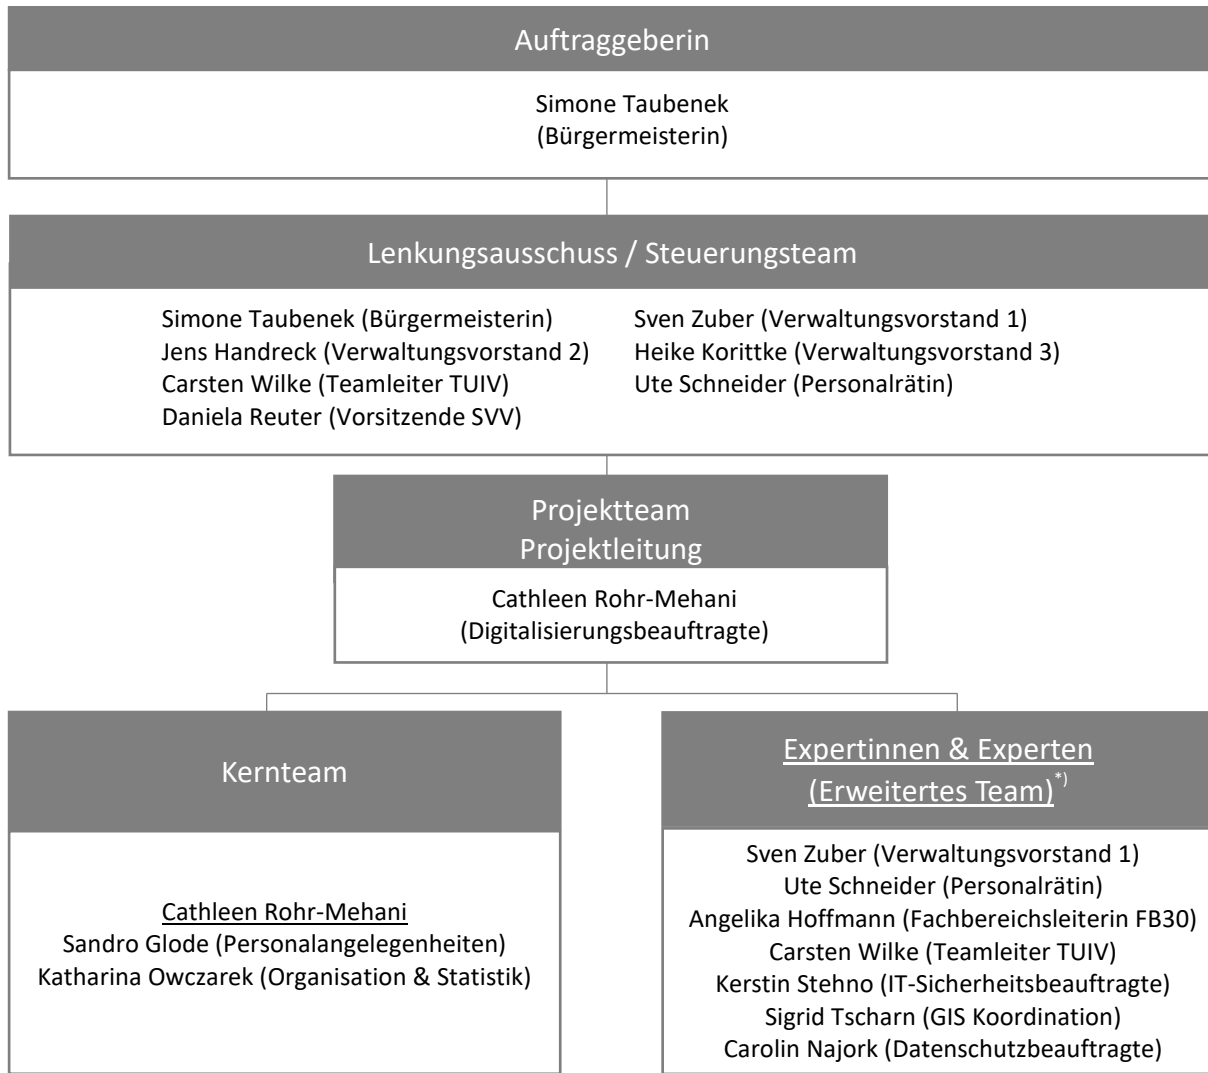 Auftraggeberin
Simone Taubenek
(Bürgermeisterin)
Lenkungsausschuss / Steuerungsteam
Simone Taubenek (Bürgermeisterin)
Jens Handreck (Verwaltungsvorstand 2)
Carsten Wilke (Teamleiter TUIV)
Daniela Reuter (Vorsitzende SVV)
Sven Zuber (Verwaltungsvorstand 1)
Heike Korittke (Verwaltungsvorstand 3)
Ute Schneider (Personalrätin)
Projektteam
Projektleitung
Cathleen Rohr-Mehani
(Digitalisierungsbeauftragte)
Kernteam
Cathleen Rohr-Mehani
Sandro Glode (Personalangelegenheiten)
Katharina Owczarek (Organisation & Statistik)
Expertinnen & Experten
(Erweitertes Team)*)
Sven Zuber (Verwaltungsvorstand 1)
Ute Schneider (Personalrätin)
Angelika Hoffmann (Fachbereichsleiterin FB30)
Carsten Wilke (Teamleiter TUIV)
Kerstin Stehno (IT-Sicherheitsbeauftragte)
Sigrid Tscharn (GIS Koordination)
Carolin Najork (Datenschutzbeauftragte)